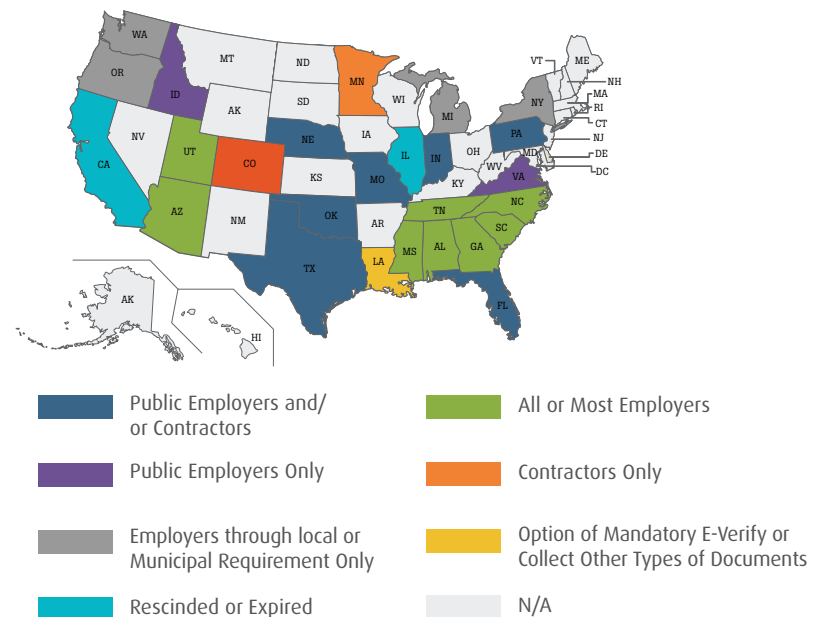 WA
MT
ND
MN
VT
ME
NH
OR
ID
SD
WI
MI
NY
MA
RI
CT
AK
NV
UT
CO
NE
IA
IL
IN
OH
PA
NJ
MD
DE
DC
CA
KS
MO
KY
WV
VA
AZ
NM
OK
AR
TN
NC
SC
TX
LA
MS
AL
GA
FL
AK
HI
Public Employers and/
or Contractors
All or Most Employers
Public Employers Only
Contractors Only
Employers through local or
Municipal Requirement Only
Option of Mandatory E-Verify or
Collect Other Types of Documents
Rescinded or Expired
N/A